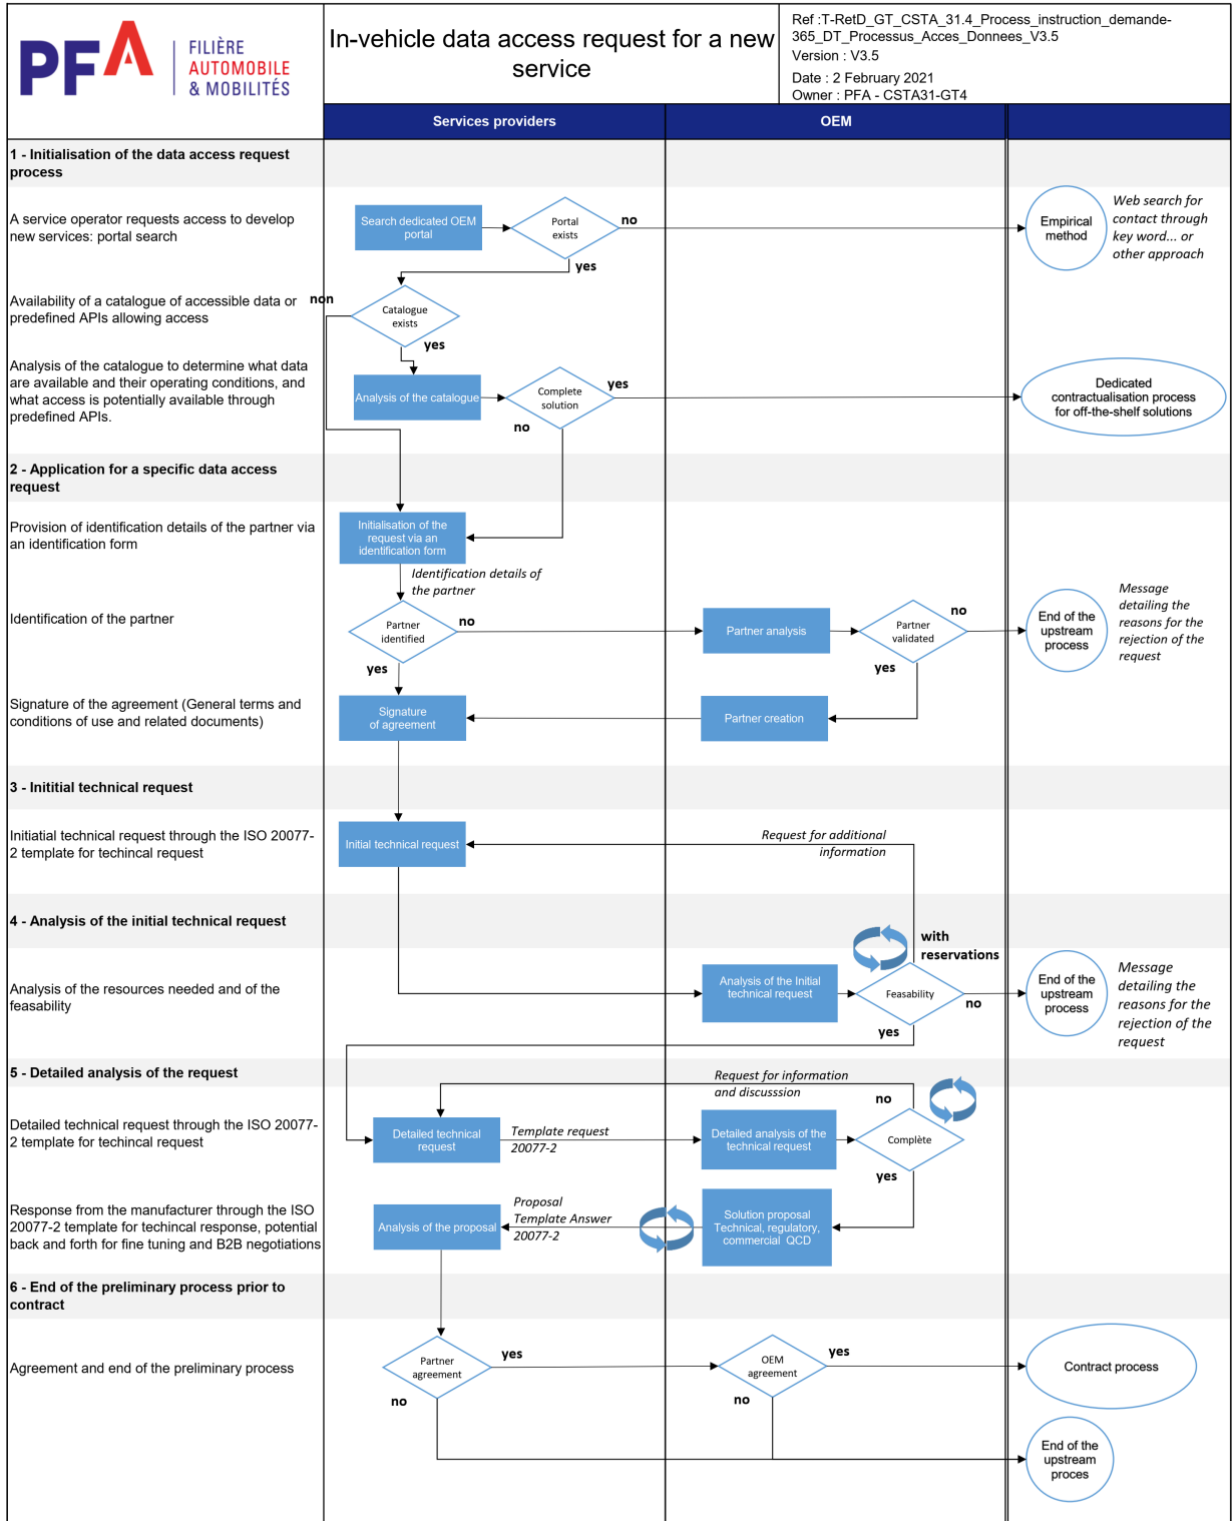 PFA
FILIÈRE
AUTOMOBILE
& MOBILITÉS
In-vehicle data access request for a new
service
Ref :T-RetD_GT_CSTA_31.4_Process_instruction_demande-
365_DT_Processus_Acces_Donnees_V3.5
Version : V3.5
Date : 2 February 2021
Owner : PFA - CSTA31-GT4
Services providers
OEM
1 - Initialisation of the data access request
process
A service operator requests access to develop
new services: portal search
Search dedicated OEM
portal
Portal
exists
no
yes
Empirical
method
Web search for
contact through
key word... or
other approach
Availability of a catalogue of accessible data or
predefined APIs allowing access
non
Catalogue
exists
yes
Analysis of the catalogue to determine what data
are available and their operating conditions, and
what access is potentially available through
predefined APIs.
Analysis of the catalogue
Complete
solution
yes
no
Dedicated
contractualisation process
for off-the-shelf solutions
2 - Application for a specific data access
request
Provision of identification details of the partner via
an identification form
Initialisation of the
request via an
identification form
Identification details of
the partner
Identification of the partner
Partner
identified
no
yes
Partner analysis
Partner
validated
no
yes
End of the
upstream
process
Message
detailing the
reasons for the
rejection of the
request
Signature of the agreement (General terms and
conditions of use and related documents)
Signature
of agreement
Partner creation
3 - Inititial technical request
Initiatial technical request through the ISO 20077-
2 template for techincal request
Initial technical request
Request for additional
information
4 - Analysis of the initial technical request
with
reservations
Analysis of the resources needed and of the
feasability
Analysis of the Initial
technical request
Feasability
no
yes
End of the
upstream
process
Message
detailing the
reasons for the
rejection of the
request
5 - Detailed analysis of the request
Request for information
and discusssion
no
Detailed technical request through the ISO 20077-
2 template for techincal request
Detailed technical
request
Template request
20077-2
Detailed analysis of the
technical request
Complète
yes
Response from the manufacturer through the ISO
20077-2 template for techincal response, potential
back and forth for fine tuning and B2B negotiations
Analysis of the proposal
Proposal
Template Answer
20077-2
Solution proposal
Technical, regulatory,
commercial QCD
6 - End of the preliminary process prior to
contract
Agreement and end of the preliminary process
Partner
agreement
yes
no
OEM
agreement
yes
no
Contract process
End of the
upstream
proces